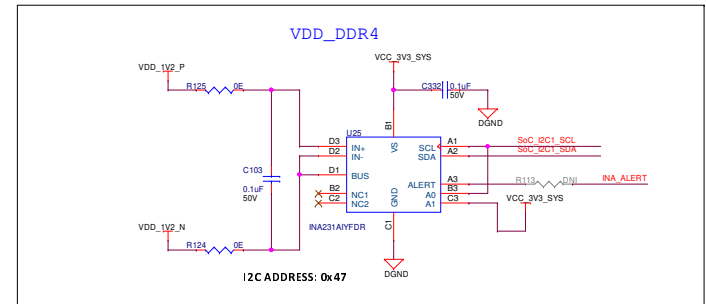 VDD_DDR4
VCC_3V3_SYS
VDD_1V2_P
R125 0E
C332 0.1uF
50V
DGND
B1
U25
D3 IN+ VS SCL A1 SoC_I2C1_SCL
D2 IN- SDA A2 SoC_I2C1_SDA
D1 BUS
C103
0.1uF
50V
ALERT A3 R113 DNI INA_ALERT
B2 NC1 A0 B3
C2 NC2 GND A1 C3 VCC_3V3_SYS
C1
INA231AIYFDR
VDD_1V2_N
R124 0E
I2C ADDRESS: 0x47
DGND